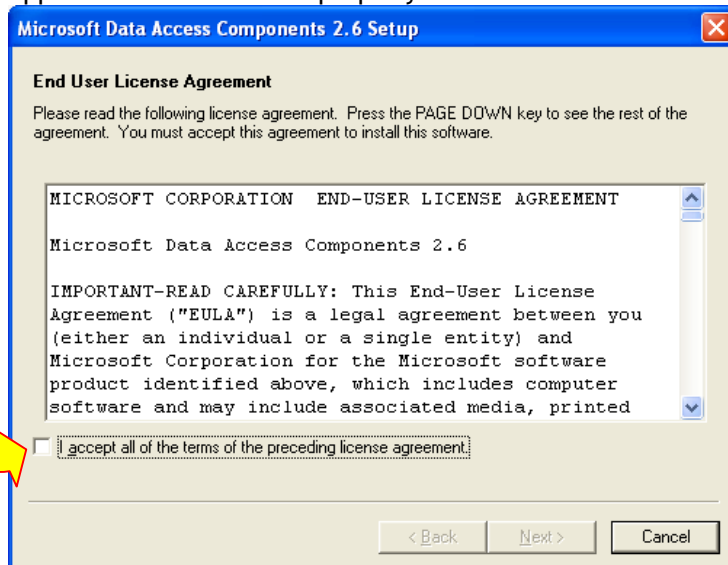 Microsoft Data Access Components 2.6 Setup
End User License Agreement
Please read the following license agreement. Press the PAGE DOWN key to see the rest of the
agreement. You must accept this agreement to install this software.
MICROSOFT CORPORATION END-USER LICENSE AGREEMENT
Microsoft Data Access Components 2.6
IMPORTANT-READ CAREFULLY: This End-User License
Agreement ("EULA") is a legal agreement between you
(either an individual or a single entity) and
Microsoft Corporation for the Microsoft software
product identified above, which includes computer
software and may include associated media, printed
I accept all of the terms of the preceding license agreement.
< Back Next > Cancel